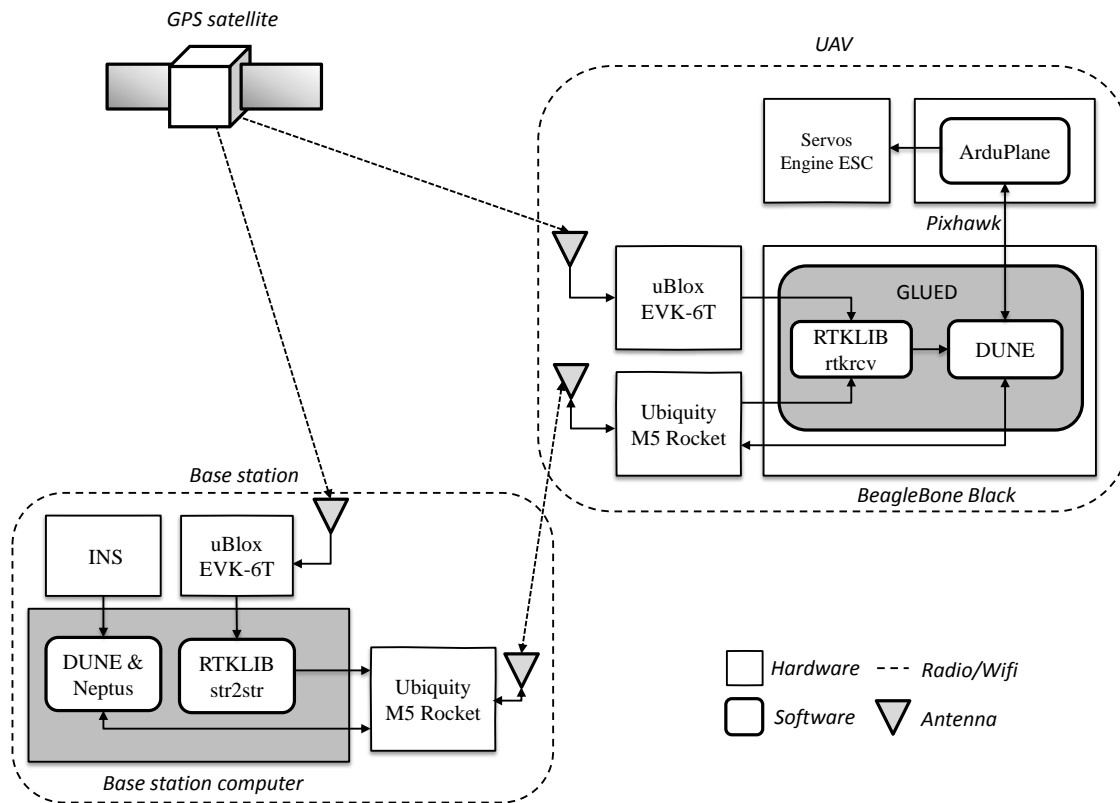 GPS satellite
UAV
Servos
Engine ESC
ArduPlane
Pixhawk
uBlox
EVK-6T
GLUED
RTKLIB
rtkrcv
DUNE
Ubiquity
M5 Rocket
BeagleBone Black
Base station
INS
uBlox
EVK-6T
DUNE &
Neptus
RTKLIB
str2str
Ubiquity
M5 Rocket
Base station computer
Hardware
Radio/Wifi
Software
Antenna